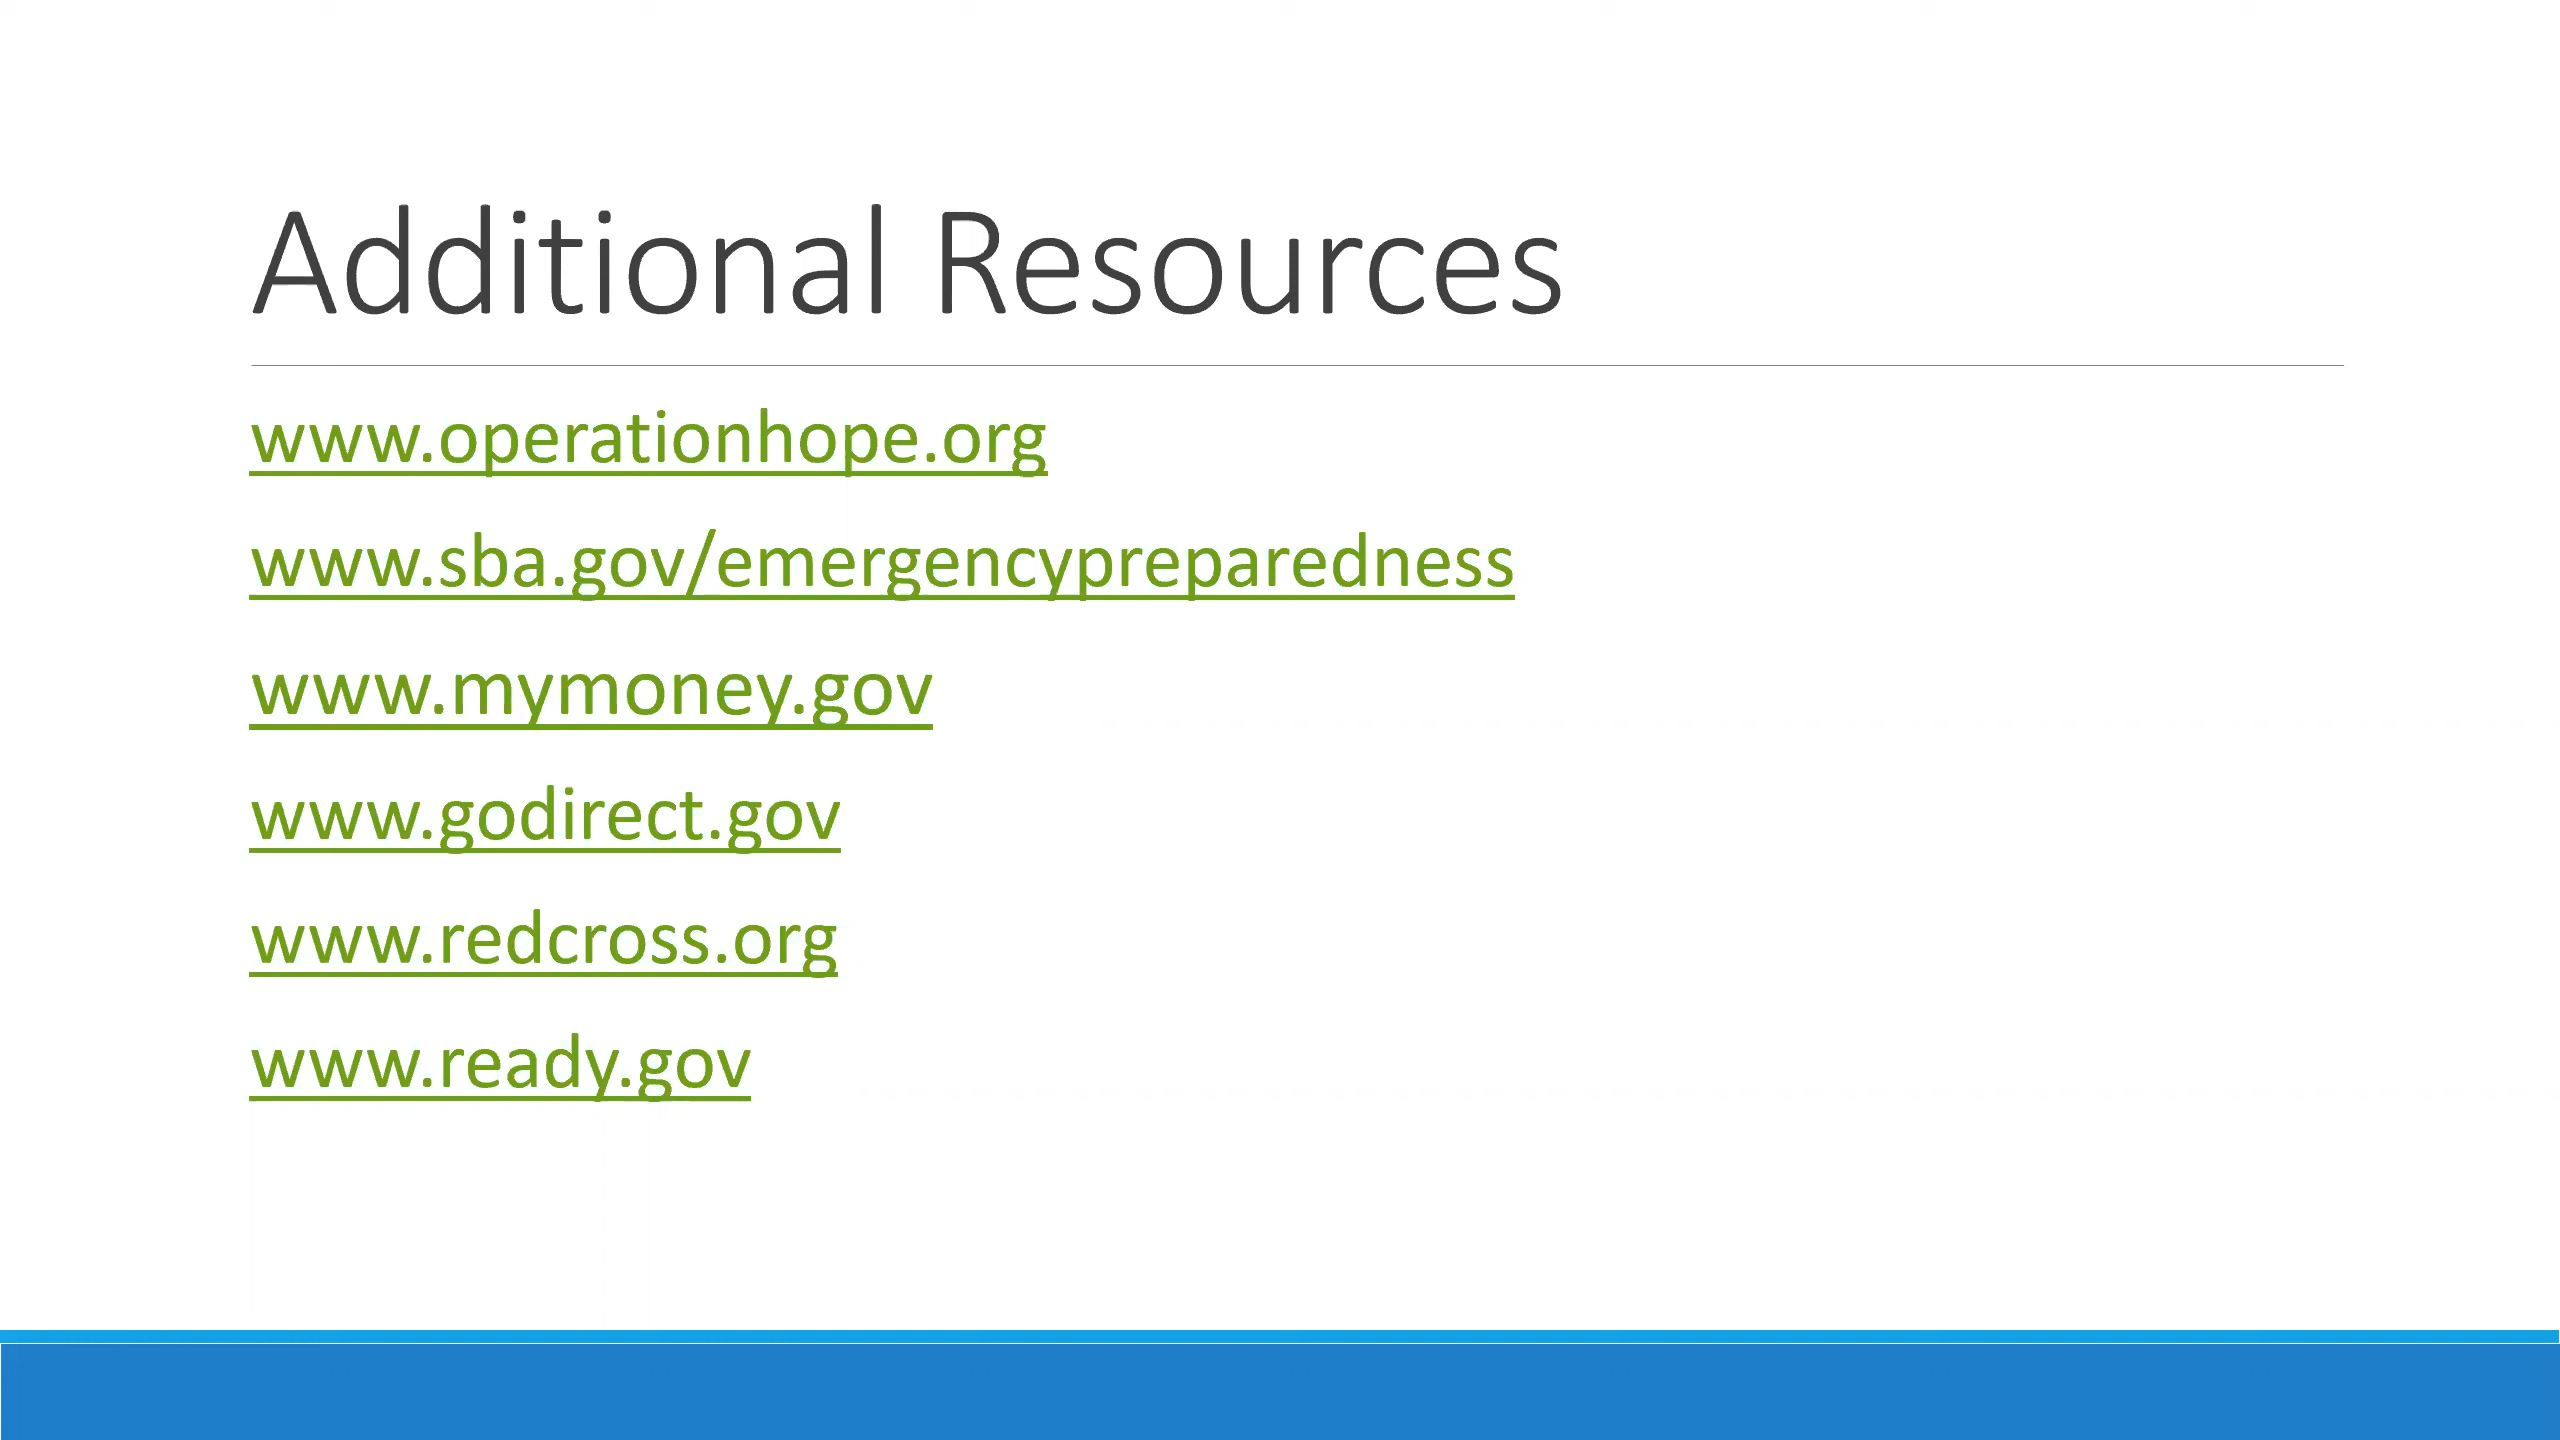 Additional Resources
www.operationhope.org
www.sba.gov/emergencypreparedness
www.mymoney.gov
www.godirect.gov
www.redcross.org
www.ready.gov